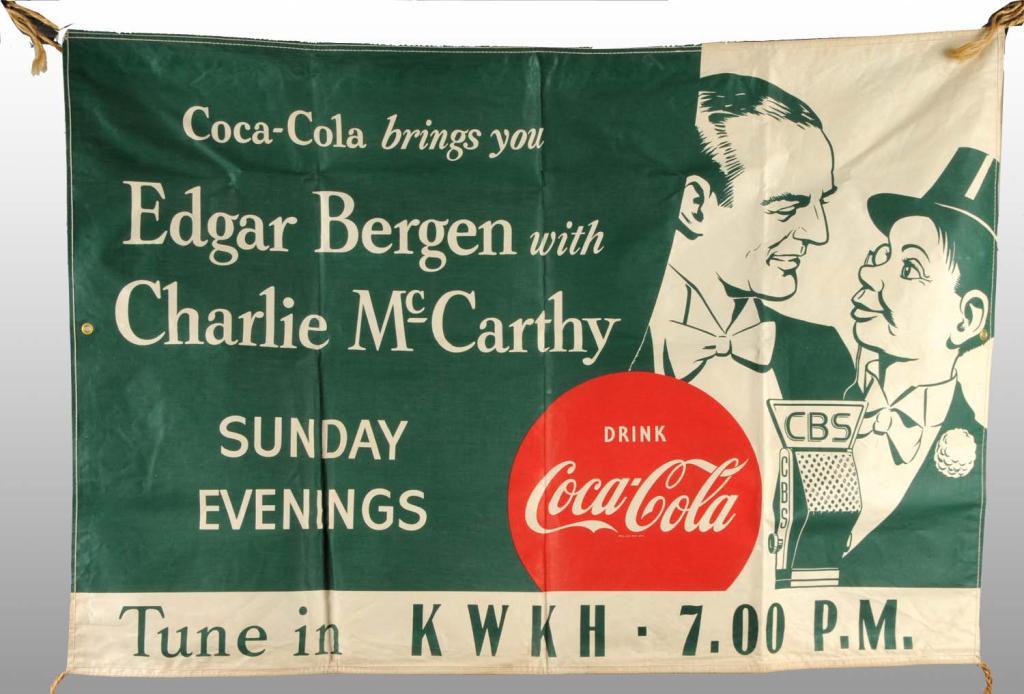 Coca-Cola brings you
Edgar Bergen with
Charlie McCarthy
SUNDAY
EVENINGS
DRINK
Coca-Cola
CBS
CBS
Tune in KWKH · 7.00 P.M.